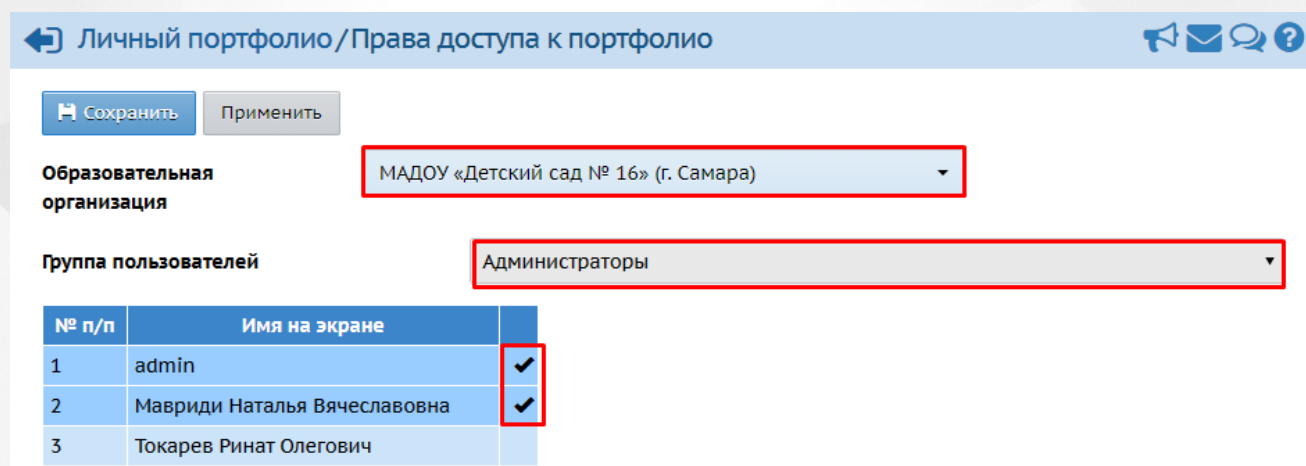 Личный портфолио/Права доступа к портфолио
Сохранить Применить
Образовательная организация МАДОУ «Детский сад № 16» (г. Самара)
Группа пользователей Администраторы
№ п/п Имя на экране
1 admin
2 Мавриди Наталья Вячеславовна
3 Токарев Ринат Олегович